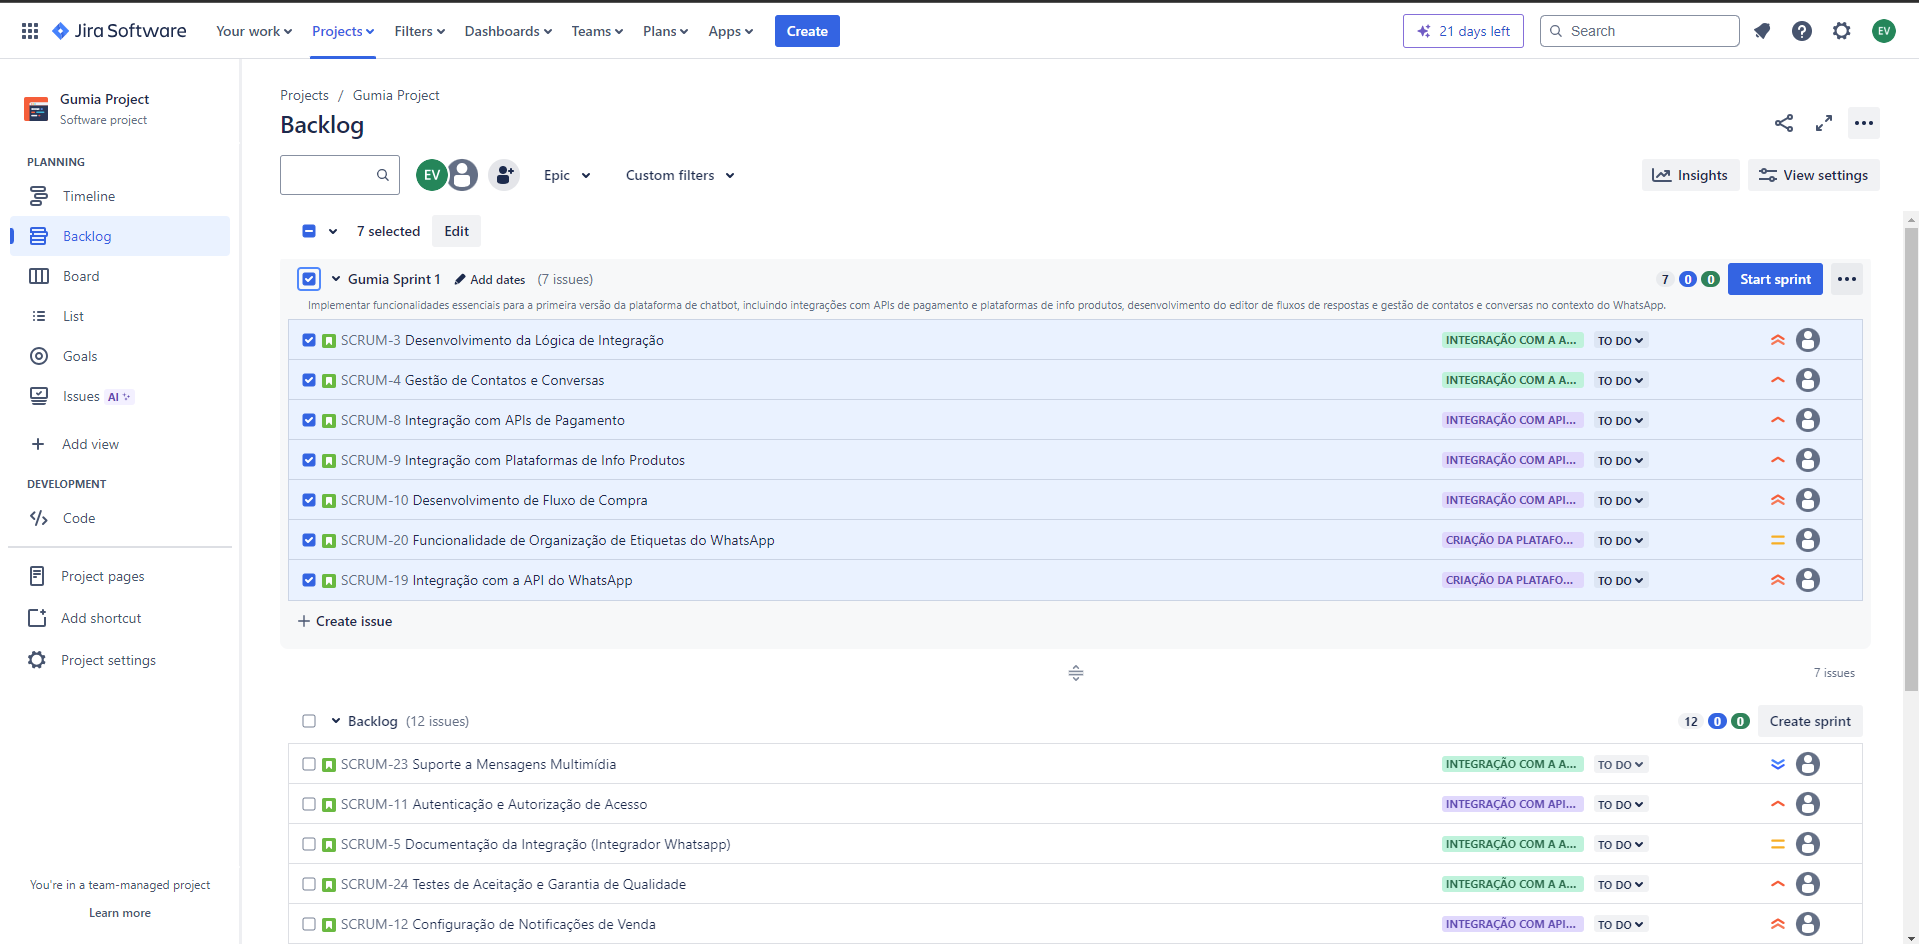 Jira Software
Your work
Projects
Filters
Dashboards
Teams
Plans
Apps
Create
21 days left
Search
EV
Gumia Project
Software project
PLANNING
Timeline
Backlog
Board
List
Goals
Issues AI
Add view
DEVELOPMENT
Code
Project pages
Add shortcut
Project settings
You're in a team-managed project
Learn more
Projects / Gumia Project
Backlog
EV
Epic
Custom filters
Insights
View settings
7 selected
Edit
Gumia Sprint 1 Add dates (7 issues) 7 0 0 Start sprint
Implementar funcionalidades essenciais para a primeira versão da plataforma de chatbot, incluindo integrações com APIs de pagamento e plataformas de info produtos, desenvolvimento do editor de fluxos de respostas e gestão de contatos e conversas no contexto do WhatsApp.
SCRUM-3 Desenvolvimento da Lógica de Integração INTEGRAÇÃO COM A A... TO DO
SCRUM-4 Gestão de Contatos e Conversas INTEGRAÇÃO COM A A... TO DO
SCRUM-8 Integração com APIs de Pagamento INTEGRAÇÃO COM API... TO DO
SCRUM-9 Integração com Plataformas de Info Produtos INTEGRAÇÃO COM API... TO DO
SCRUM-10 Desenvolvimento de Fluxo de Compra INTEGRAÇÃO COM API... TO DO
SCRUM-20 Funcionalidade de Organização de Etiquetas do WhatsApp CRIAÇÃO DA PLATAFO... TO DO
SCRUM-19 Integração com a API do WhatsApp CRIAÇÃO DA PLATAFO... TO DO
+ Create issue
7 issues
Backlog (12 issues) 12 0 0 Create sprint
SCRUM-23 Suporte a Mensagens Multimídia INTEGRAÇÃO COM A A... TO DO
SCRUM-11 Autenticação e Autorização de Acesso INTEGRAÇÃO COM API... TO DO
SCRUM-5 Documentação da Integração (Integrador Whatsapp) INTEGRAÇÃO COM A A... TO DO
SCRUM-24 Testes de Aceitação e Garantia de Qualidade INTEGRAÇÃO COM A A... TO DO
SCRUM-12 Configuração de Notificações de Venda INTEGRAÇÃO COM API... TO DO